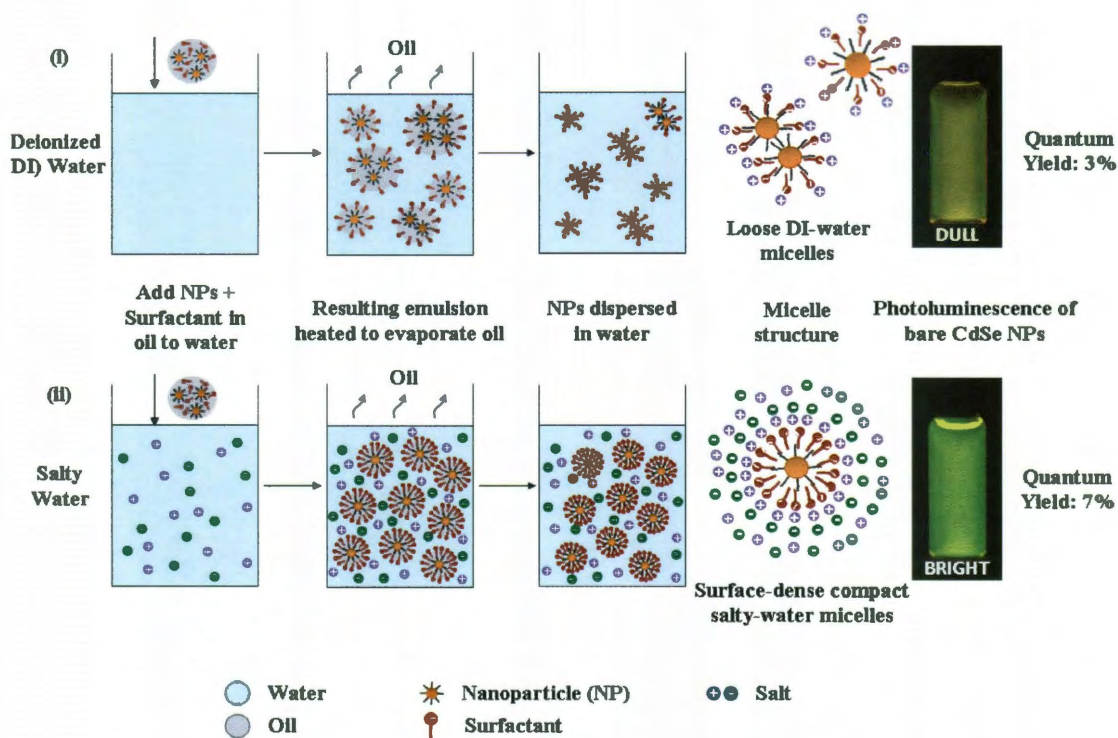 (i)
Oil
Deionized
DI) Water
Quantum
Yield: 3%
DULL
Loose DI-water
micelles
Add NPs +
Surfactant in
oil to water
Resulting emulsion
heated to evaporate oil
NPs dispersed
in water
Micelle
structure
Photoluminescence of
bare CdSe NPs
(ii)
Oil
Salty
Water
Quantum
Yield: 7%
BRIGHT
Surface-dense compact
salty-water micelles
Water
Nanoparticle (NP)
Salt
Oil
Surfactant